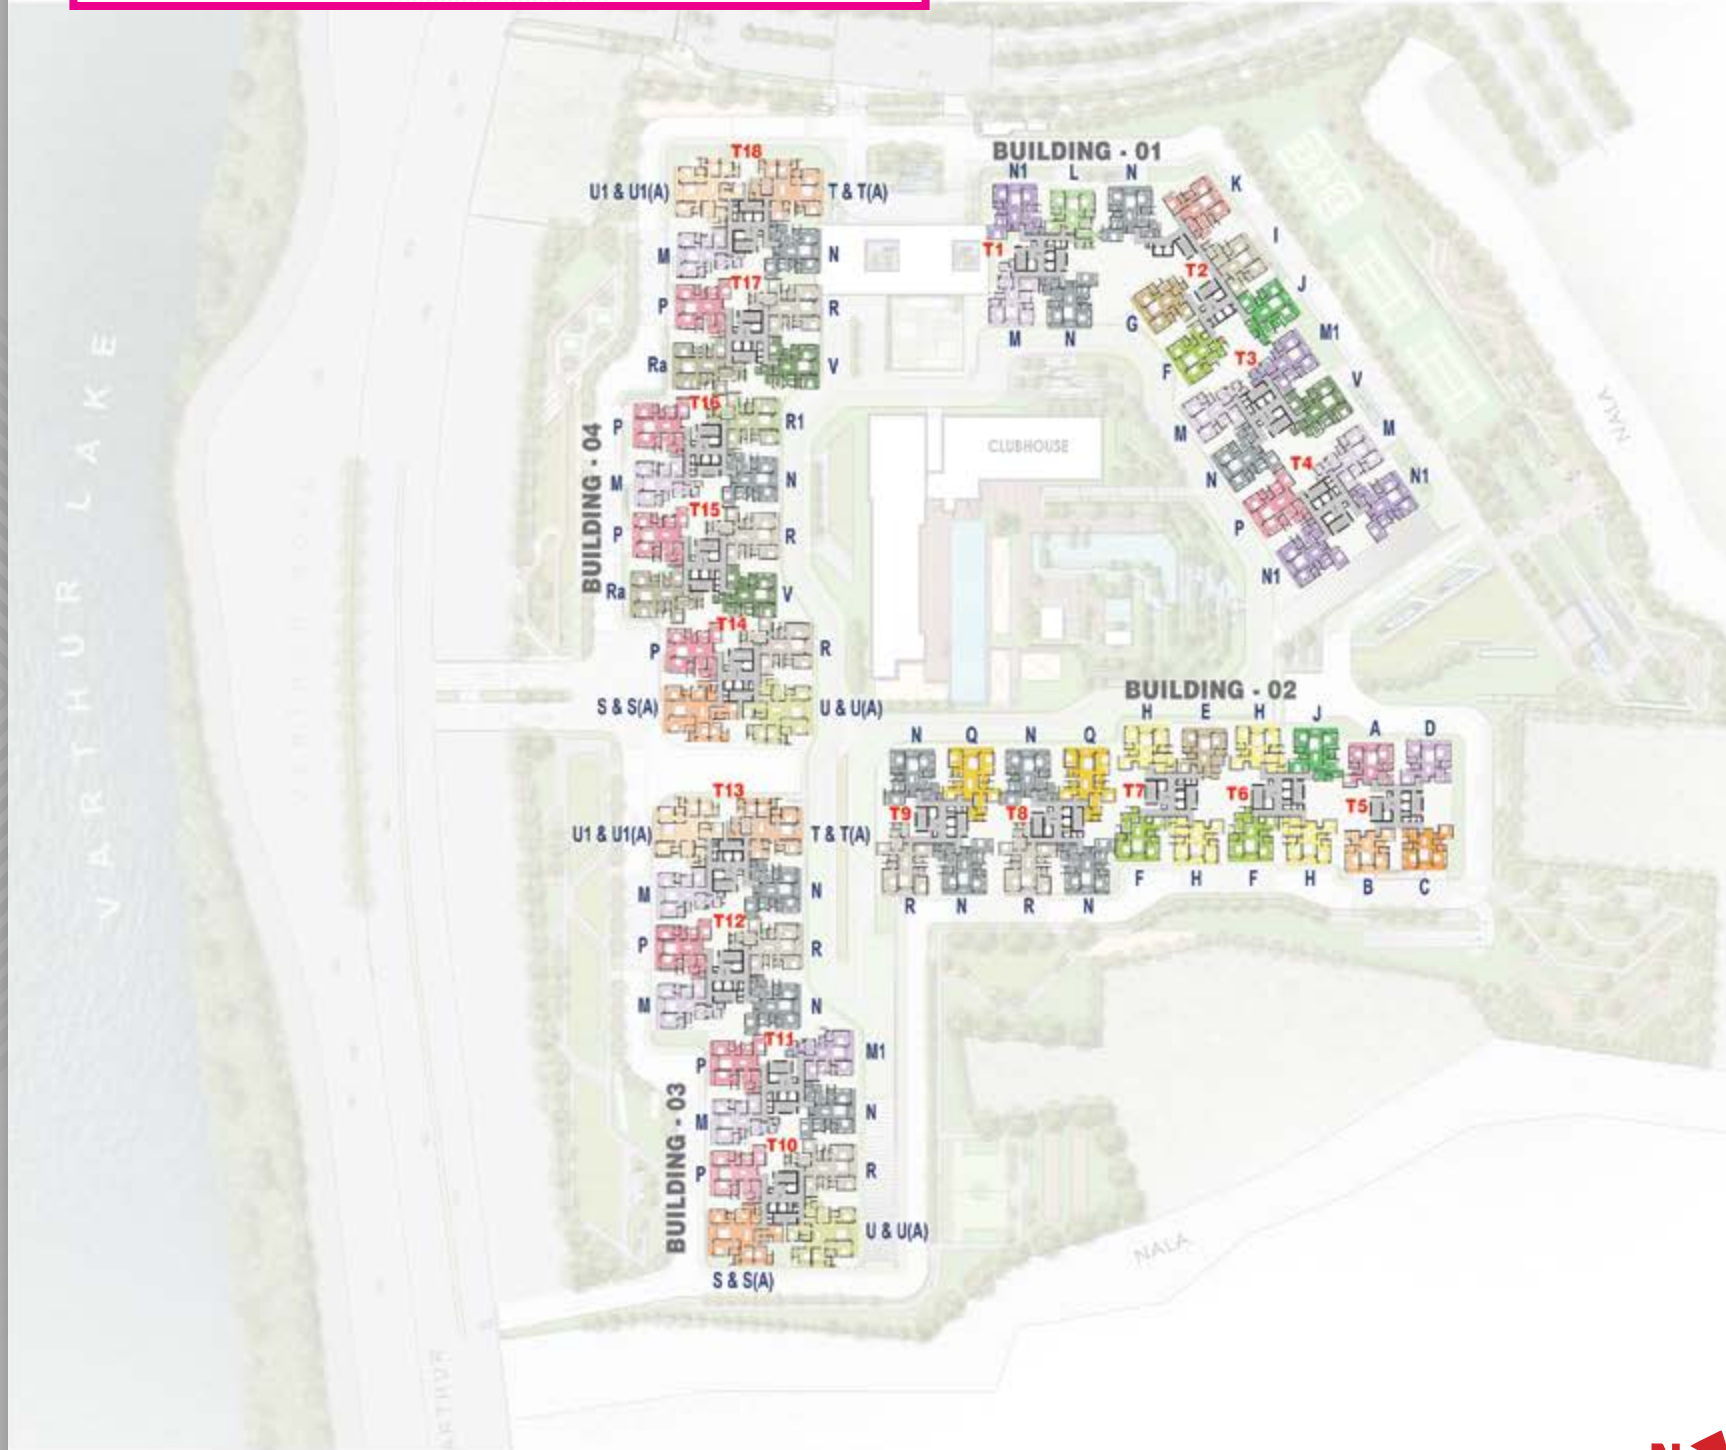 BUILDING - 01
N1 L N
K
I
J
M1
V
M
N1
T1
T2
T3
T4
G
F
M N
M
N
P
N1
T18
U1 & U1(A)
T & T(A)
M
N
T17
P
R
Ra
V
BUILDING - 04
T16
P
R1
M
N
T15
P
R
Ra
V
T14
P
R
S & S(A)
U & U(A)
CLUBHOUSE
VARTHUR LAKE
NALA
BUILDING - 02
H E H J A D
N Q N Q
T9
T8
T7
T6
T5
F H F H B C
R N R N
T13
U1 & U1(A)
T & T(A)
M
N
T12
P
R
M
N
BUILDING - 03
T11
P
M1
M
N
T10
P
R
U & U(A)
S & S(A)
NALA
N